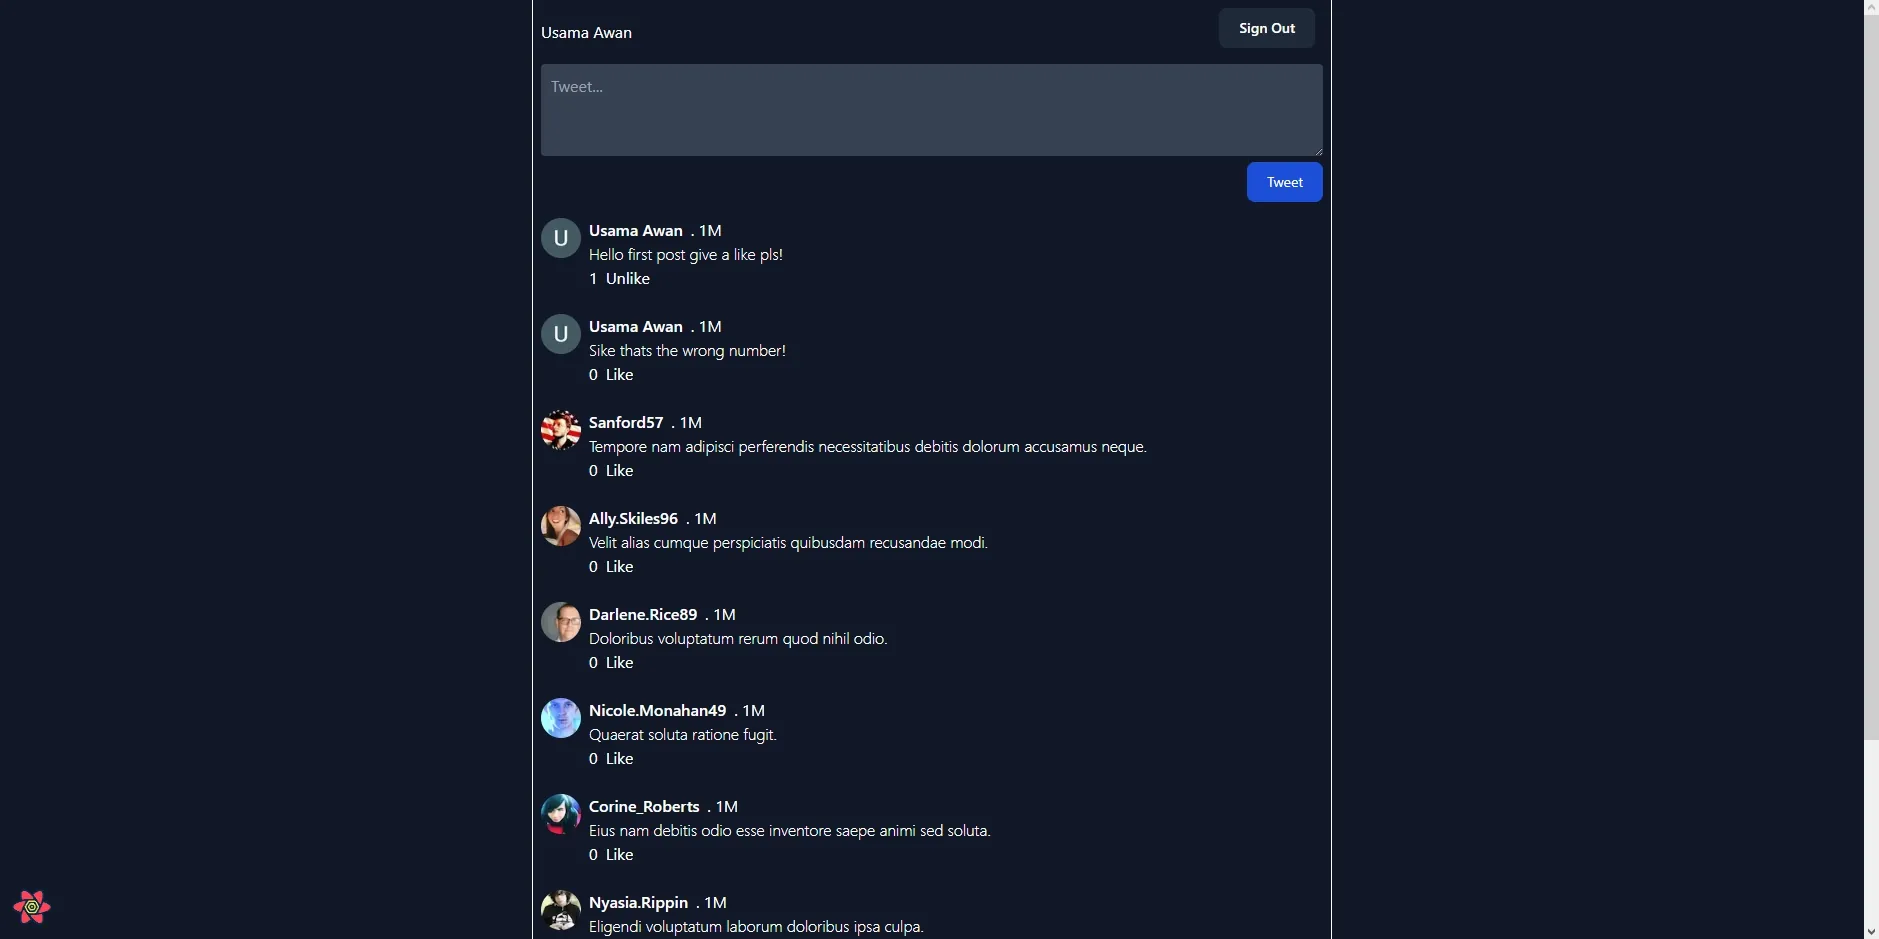 Usama Awan
Sign Out
Tweet...
Tweet
U
Usama Awan . 1M
Hello first post give a like pls!
1 Unlike
U
Usama Awan . 1M
Sike thats the wrong number!
0 Like
Sanford57 . 1M
Tempore nam adipisci perferendis necessitatibus debitis dolorum accusamus neque.
0 Like
Ally.Skiles96 . 1M
Velit alias cumque perspiciatis quibusdam recusandae modi.
0 Like
Darlene.Rice89 . 1M
Doloribus voluptatum rerum quod nihil odio.
0 Like
Nicole.Monahan49 . 1M
Quaerat soluta ratione fugit.
0 Like
Corine_Roberts . 1M
Eius nam debitis odio esse inventore saepe animi sed soluta.
0 Like
Nyasia.Rippin . 1M
Eligendi voluptatum laborum doloribus ipsa culpa.